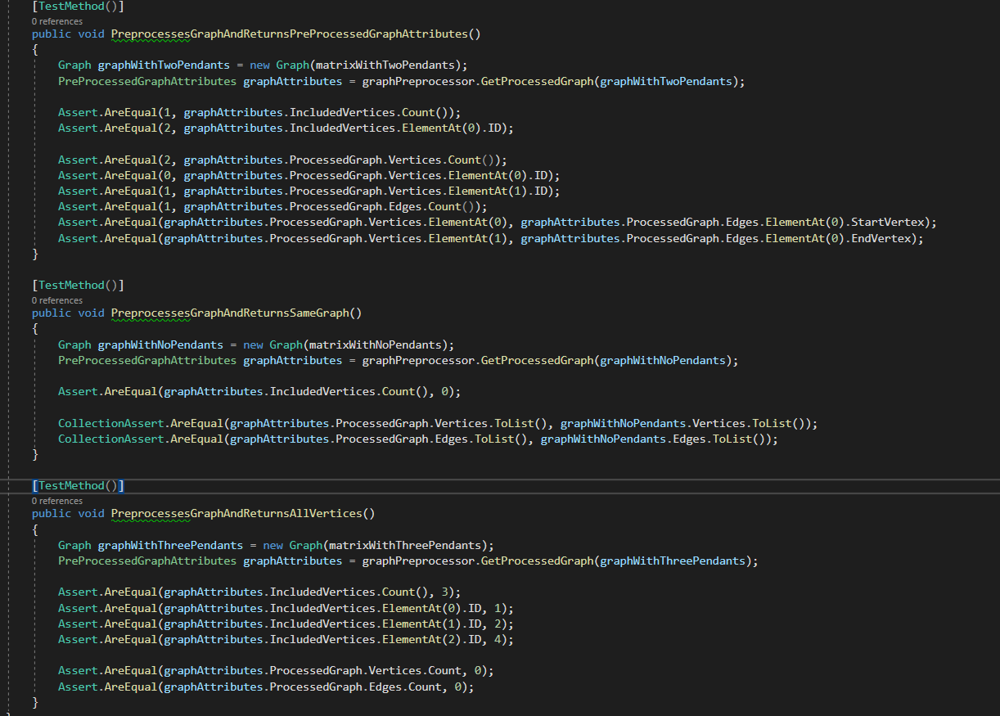 [TestMethod()]
0 references
public void PreprocessesGraphAndReturnsPreProcessedGraphAttributes()
{
Graph graphWithTwoPendants = new Graph(matrixWithTwoPendants);
PreProcessedGraphAttributes graphAttributes = graphPreprocessor.GetProcessedGraph(graphWithTwoPendants);
Assert.AreEqual(1, graphAttributes.IncludedVertices.Count());
Assert.AreEqual(2, graphAttributes.IncludedVertices.ElementAt(0).ID);
Assert.AreEqual(2, graphAttributes.ProcessedGraph.Vertices.Count());
Assert.AreEqual(0, graphAttributes.ProcessedGraph.Vertices.ElementAt(0).ID);
Assert.AreEqual(1, graphAttributes.ProcessedGraph.Vertices.ElementAt(1).ID);
Assert.AreEqual(1, graphAttributes.ProcessedGraph.Edges.Count());
Assert.AreEqual(graphAttributes.ProcessedGraph.Vertices.ElementAt(0), graphAttributes.ProcessedGraph.Edges.ElementAt(0).StartVertex);
Assert.AreEqual(graphAttributes.ProcessedGraph.Vertices.ElementAt(1), graphAttributes.ProcessedGraph.Edges.ElementAt(0).EndVertex);
}
[TestMethod()]
0 references
public void PreprocessesGraphAndReturnsSameGraph()
{
Graph graphWithNoPendants = new Graph(matrixWithNoPendants);
PreProcessedGraphAttributes graphAttributes = graphPreprocessor.GetProcessedGraph(graphWithNoPendants);
Assert.AreEqual(graphAttributes.IncludedVertices.Count(), 0);
CollectionAssert.AreEqual(graphAttributes.ProcessedGraph.Vertices.ToList(), graphWithNoPendants.Vertices.ToList());
CollectionAssert.AreEqual(graphAttributes.ProcessedGraph.Edges.ToList(), graphWithNoPendants.Edges.ToList());
}
[TestMethod()]
0 references
public void PreprocessesGraphAndReturnsAllVertices()
{
Graph graphWithThreePendants = new Graph(matrixWithThreePendants);
PreProcessedGraphAttributes graphAttributes = graphPreprocessor.GetProcessedGraph(graphWithThreePendants);
Assert.AreEqual(graphAttributes.IncludedVertices.Count(), 3);
Assert.AreEqual(graphAttributes.IncludedVertices.ElementAt(0).ID, 1);
Assert.AreEqual(graphAttributes.IncludedVertices.ElementAt(1).ID, 2);
Assert.AreEqual(graphAttributes.IncludedVertices.ElementAt(2).ID, 4);
Assert.AreEqual(graphAttributes.ProcessedGraph.Vertices.Count, 0);
Assert.AreEqual(graphAttributes.ProcessedGraph.Edges.Count, 0);
}